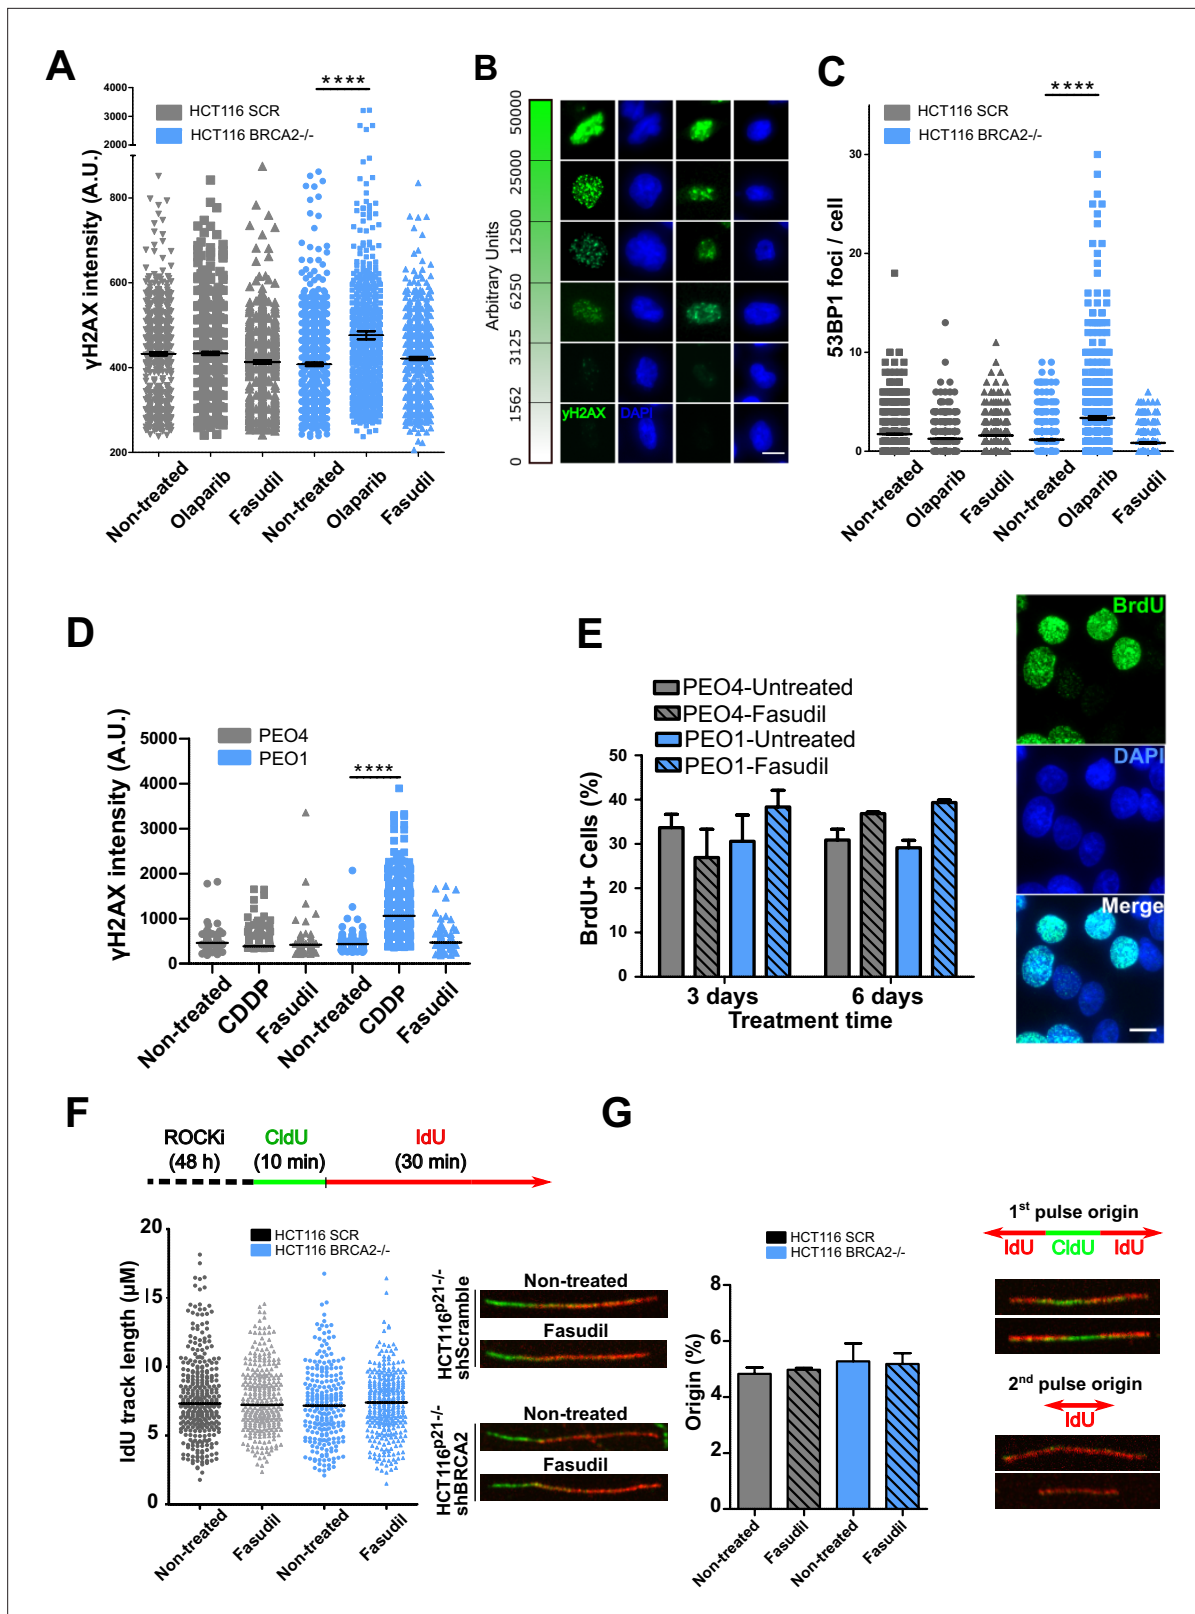 A
****
HCT116 SCR
HCT116 BRCA2-/-
γH2AX intensity (A.U.)
4000
3000
2000
800
600
400
200
Non-treated
Olaparib
Fasudil
Non-treated
Olaparib
Fasudil
B
Arbitrary Units
50000
25000
12500
6250
3125
1562
0
yH2AX
DAPI
C
****
HCT116 SCR
HCT116 BRCA2-/-
53BP1 foci / cell
30
20
10
0
Non-treated
Olaparib
Fasudil
Non-treated
Olaparib
Fasudil
D
PEO4
PEO1
****
γH2AX intensity (A.U.)
5000
4000
3000
2000
1000
0
Non-treated
CDDP
Fasudil
Non-treated
CDDP
Fasudil
E
PEO4-Untreated
PEO4-Fasudil
PEO1-Untreated
PEO1-Fasudil
BrdU+ Cells (%)
50
40
30
20
10
0
3 days
6 days
Treatment time
BrdU
DAPI
Merge
F
ROCKi
(48 h)
CldU
(10 min)
IdU
(30 min)
HCT116 SCR
HCT116 BRCA2-/-
IdU track length (µM)
20
15
10
5
0
Non-treated
Fasudil
Non-treated
Fasudil
HCT116p21-/-
shScramble
Non-treated
Fasudil
HCT116p21-/-
shBRCA2
Non-treated
Fasudil
G
HCT116 SCR
HCT116 BRCA2-/-
Origin (%)
8
6
4
2
0
Non-treated
Fasudil
Non-treated
Fasudil
1st pulse origin
IdU CldU IdU
2nd pulse origin
IdU